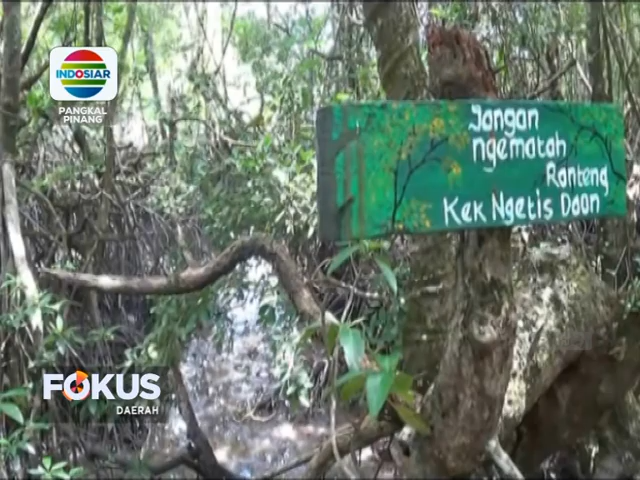 INDOSIAR
PANGKAL
PINANG
Jangan
ngematah
Ranteng
Kek Ngetis Daon
FOKUS
DAERAH